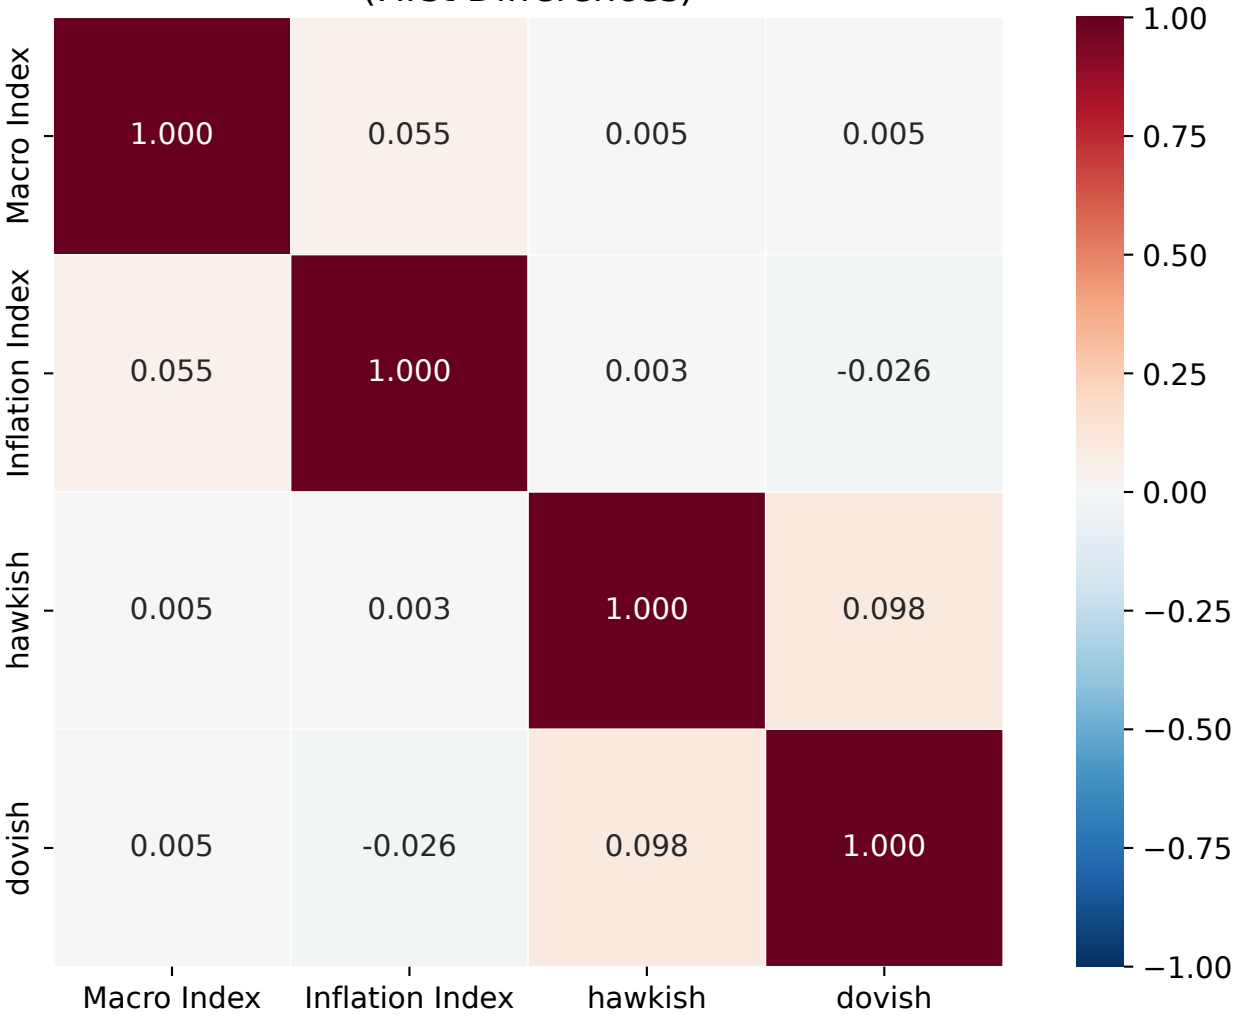 (First Differences)
1.00
Macro Index 1.000 0.055 0.005 0.005
0.75
0.50
Inflation Index 0.055 1.000 0.003 -0.026
0.25
0.00
hawkish 0.005 0.003 1.000 0.098
−0.25
−0.50
dovish 0.005 -0.026 0.098 1.000
−0.75
−1.00
Macro Index Inflation Index hawkish dovish